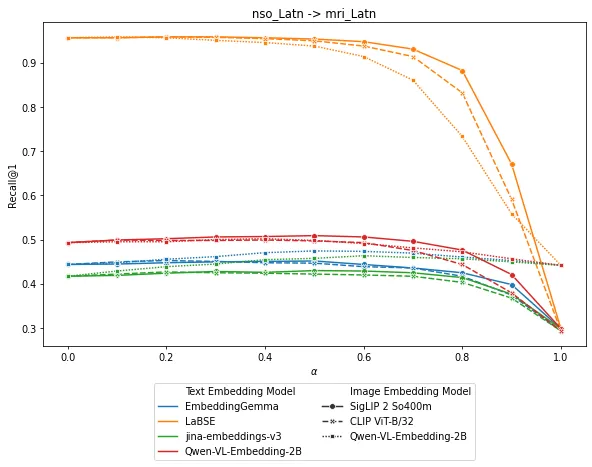 nso_Latn -> mri_Latn
Recall@1
0.9
0.8
0.7
0.6
0.5
0.4
0.3
0.0
0.2
0.4
0.6
0.8
1.0
α
Text Embedding Model
EmbeddingGemma
LaBSE
jina-embeddings-v3
Qwen-VL-Embedding-2B
Image Embedding Model
SigLIP 2 So400m
CLIP ViT-B/32
Qwen-VL-Embedding-2B